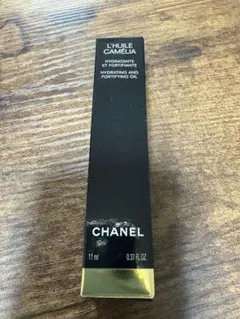 L'HUILE
CAMÉLIA
HYDRATANTE
ET FORTIFIANTE
HYDRATING AND
FORTIFYING OIL
CHANEL
11 ml 0.37 FL.OZ.